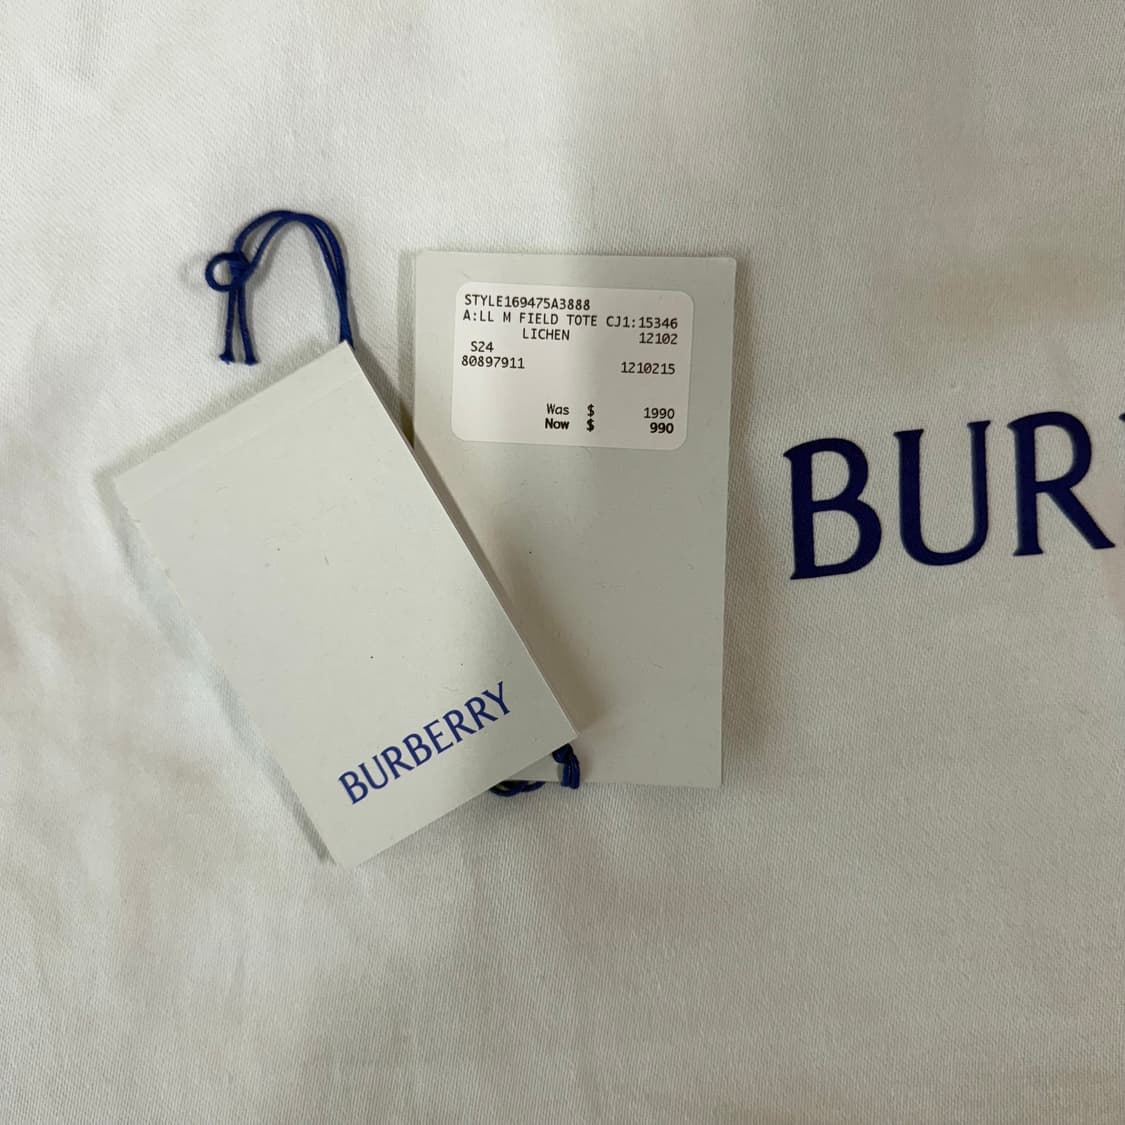 STYLE169475A3888
A:LL M FIELD TOTE CJ1:15346
LICHEN 12102
S24
80897911 1210215
Was $ 1990
Now $ 990
BURBERRY
BUR